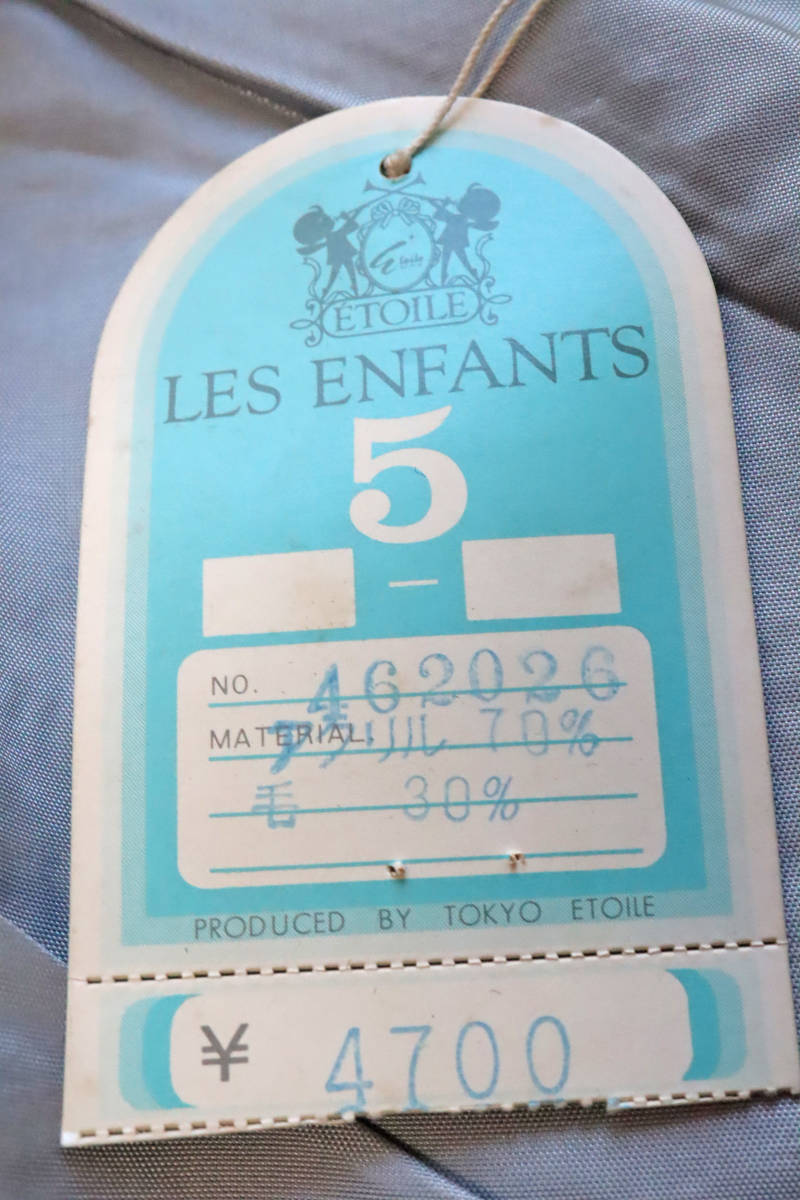 Etoile
ÉTOILE
LES ENFANTS
5
–
NO. 462026
MATERIAL. アクリル 70%
毛 30%
PRODUCED BY TOKYO ETOILE
¥ 4700